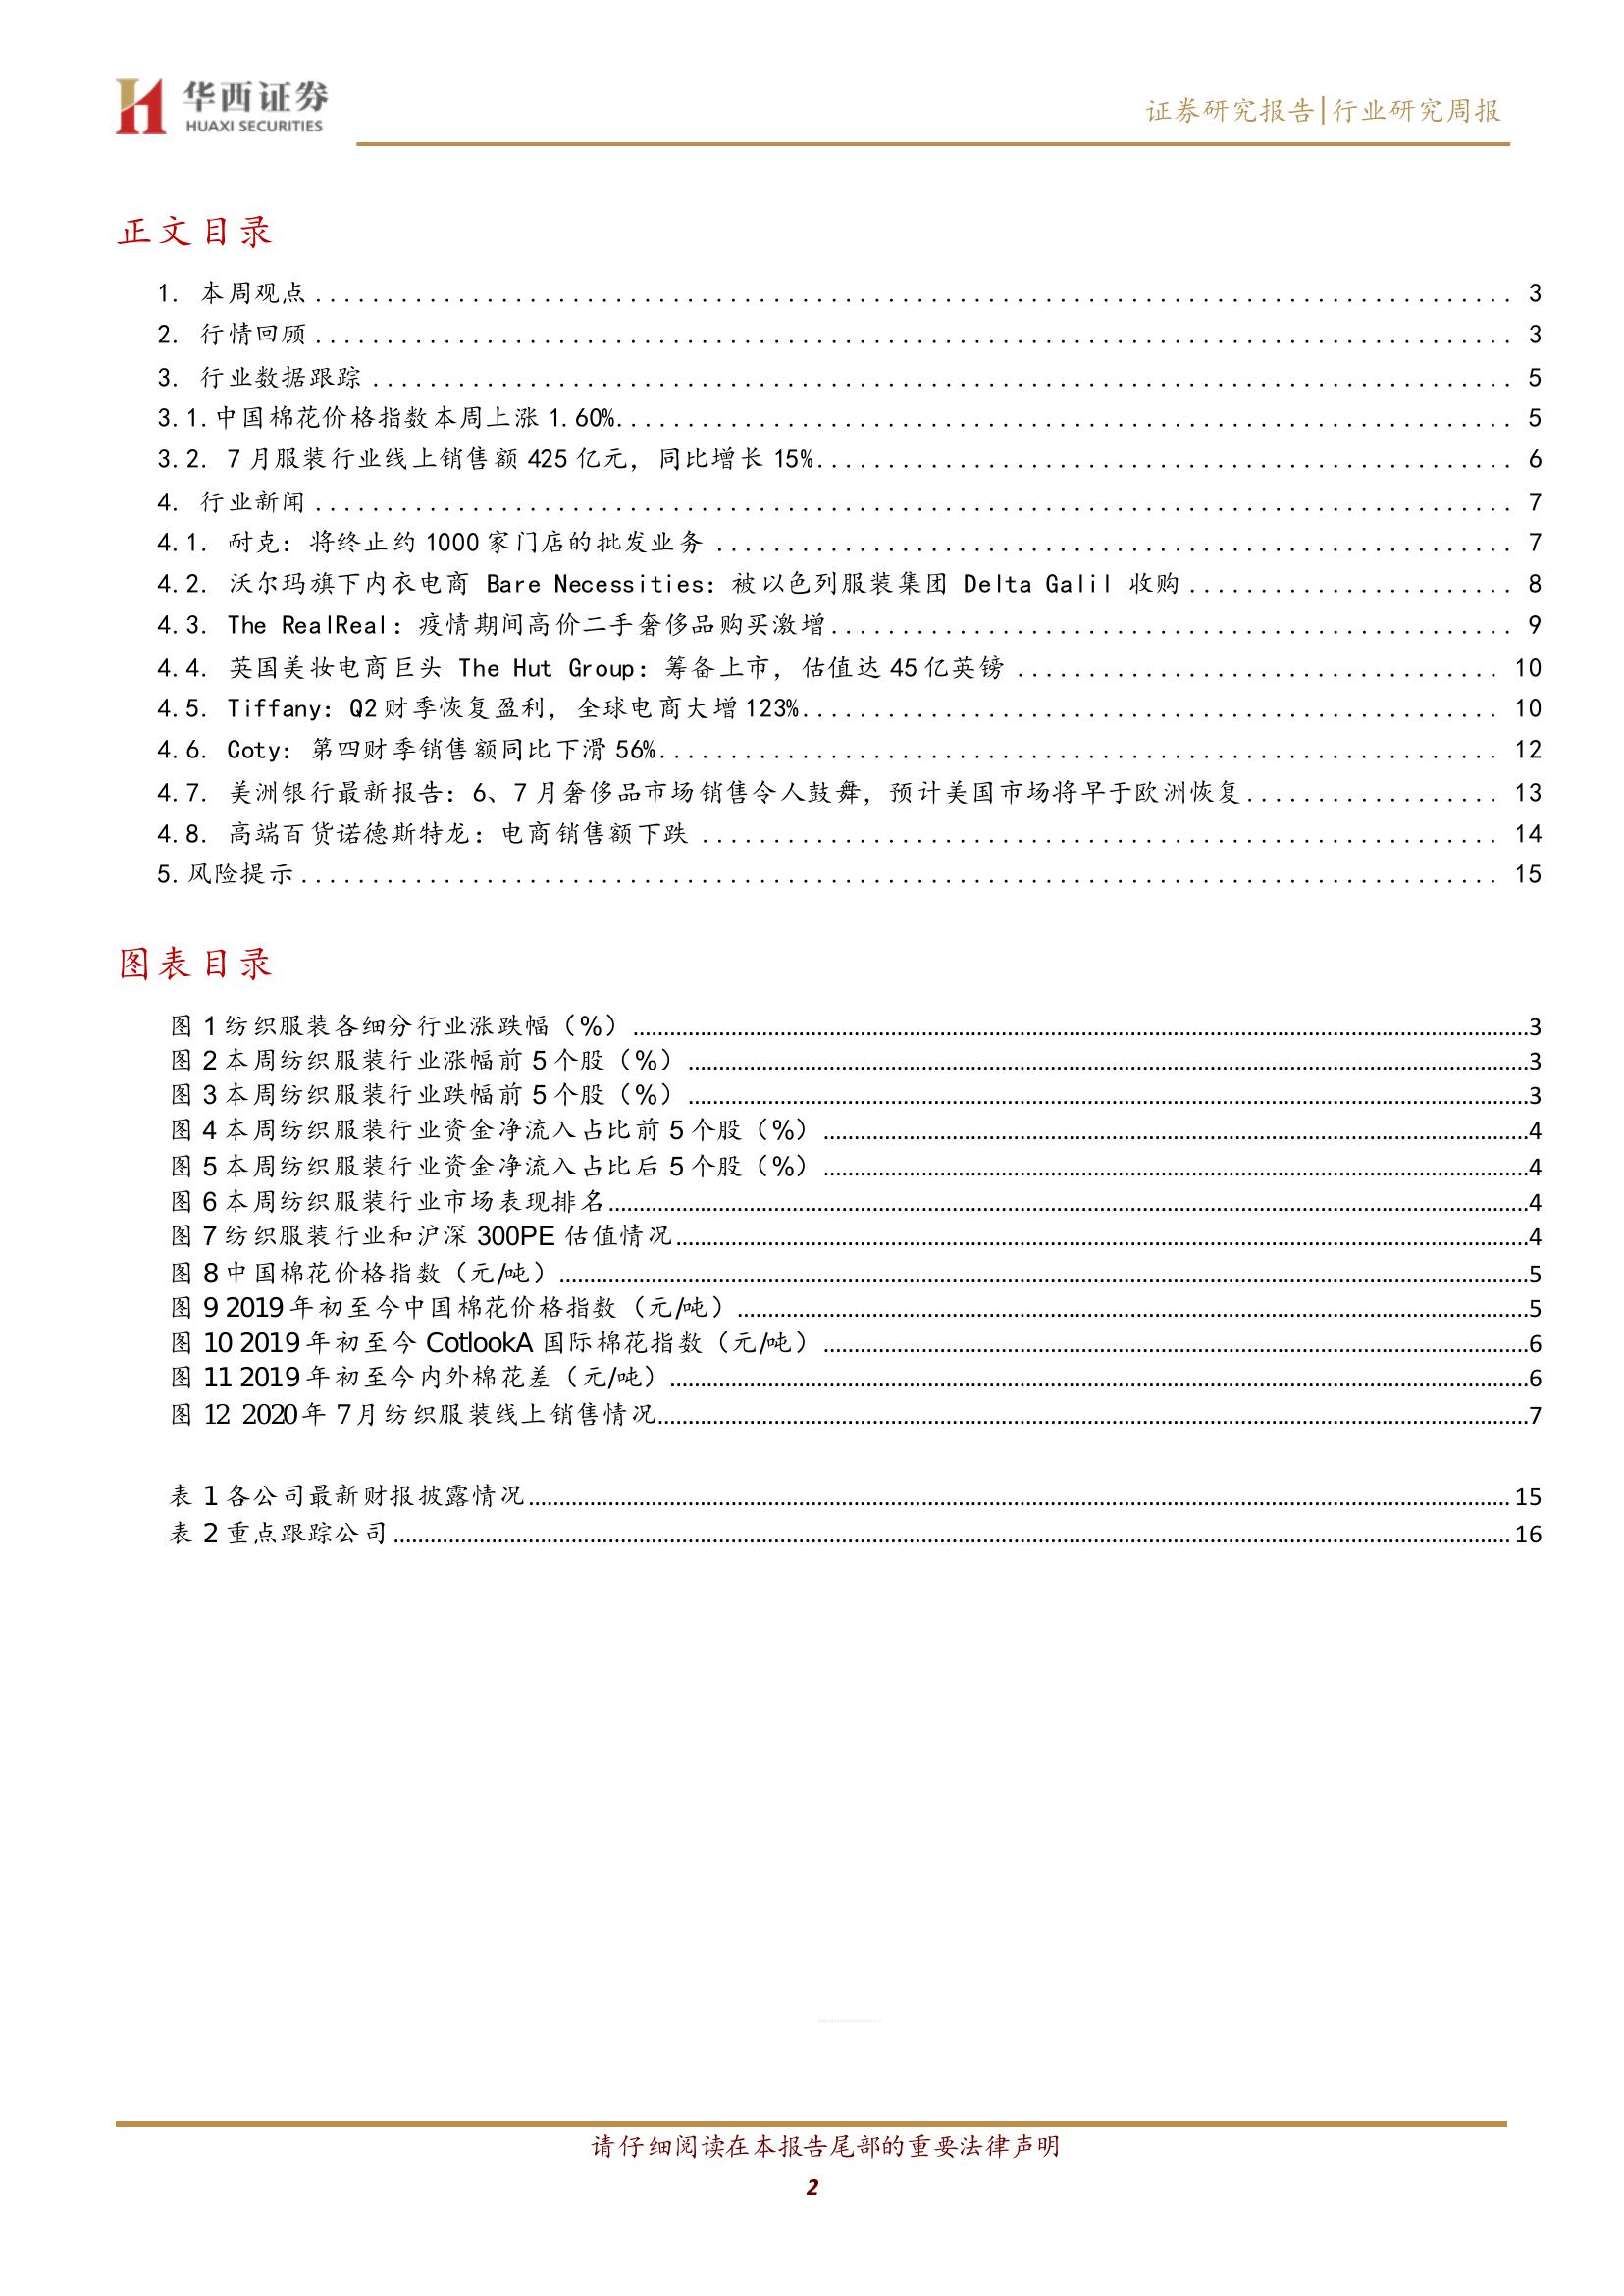 华西证券
HUAXI SECURITIES
证券研究报告|行业研究周报
正文目录
1. 本周观点 ........ 3
2. 行情回顾 ........ 3
3. 行业数据跟踪 ........ 5
3.1.中国棉花价格指数本周上涨 1.60%........ 5
3.2. 7 月服装行业线上销售额 425 亿元，同比增长 15%........ 6
4. 行业新闻 ........ 7
4.1. 耐克：将终止约 1000 家门店的批发业务 ........ 7
4.2. 沃尔玛旗下内衣电商 Bare Necessities：被以色列服装集团 Delta Galil 收购 ........ 8
4.3. The RealReal：疫情期间高价二手奢侈品购买激增........ 9
4.4. 英国美妆电商巨头 The Hut Group：筹备上市，估值达 45 亿英镑 ........ 10
4.5. Tiffany：Q2 财季恢复盈利，全球电商大增 123%........ 10
4.6. Coty：第四财季销售额同比下滑 56%........ 12
4.7. 美洲银行最新报告：6、7 月奢侈品市场销售令人鼓舞，预计美国市场将早于欧洲恢复........ 13
4.8. 高端百货诺德斯特龙：电商销售额下跌 ........ 14
5.风险提示........ 15
图表目录
图 1 纺织服装各细分行业涨跌幅（%）........3
图 2 本周纺织服装行业涨幅前 5 个股（%）........3
图 3 本周纺织服装行业跌幅前 5 个股（%）........3
图 4 本周纺织服装行业资金净流入占比前 5 个股（%）........4
图 5 本周纺织服装行业资金净流入占比后 5 个股（%）........4
图 6 本周纺织服装行业市场表现排名........4
图 7 纺织服装行业和沪深 300PE 估值情况........4
图 8 中国棉花价格指数（元/吨）........5
图 9 2019 年初至今中国棉花价格指数（元/吨）........5
图 10 2019 年初至今 CotlookA 国际棉花指数（元/吨）........6
图 11 2019 年初至今内外棉花差（元/吨）........6
图 12 2020 年 7 月纺织服装线上销售情况........7
表 1 各公司最新财报披露情况........15
表 2 重点跟踪公司........16
请仔细阅读在本报告尾部的重要法律声明
2